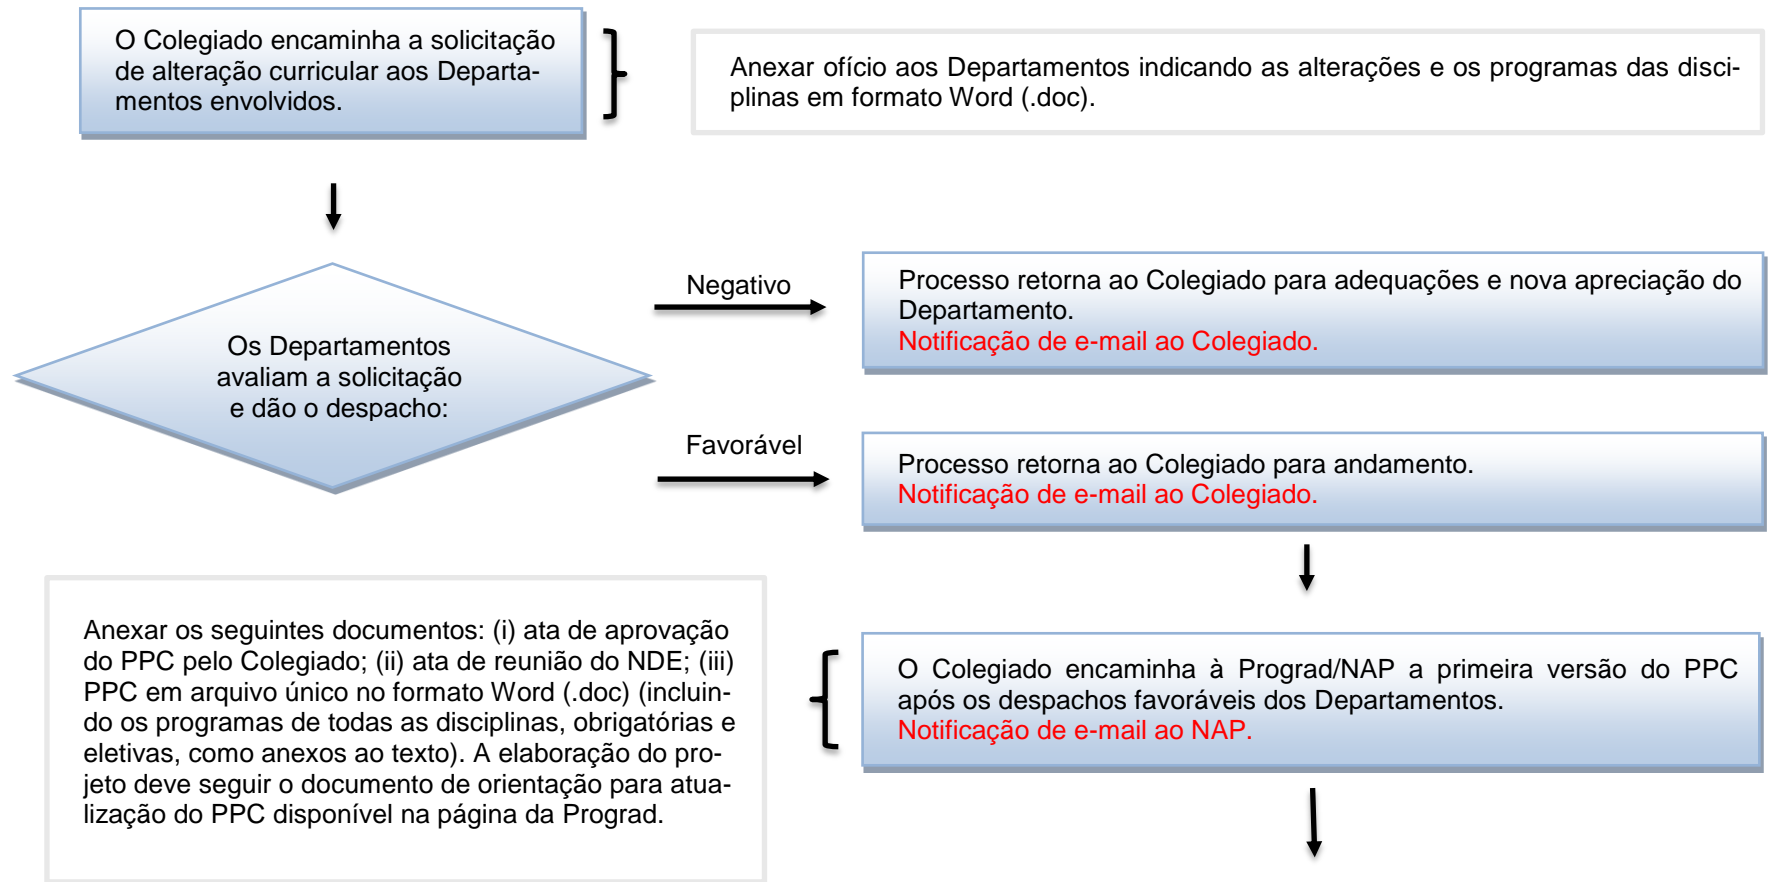 O Colegiado encaminha a solicitação
de alteração curricular aos Departa-
mentos envolvidos.
Anexar ofício aos Departamentos indicando as alterações e os programas das disci-
plinas em formato Word (.doc).
Os Departamentos
avaliam a solicitação
e dão o despacho:
Negativo
Processo retorna ao Colegiado para adequações e nova apreciação do
Departamento.
Notificação de e-mail ao Colegiado.
Favorável
Processo retorna ao Colegiado para andamento.
Notificação de e-mail ao Colegiado.
Anexar os seguintes documentos: (i) ata de aprovação
do PPC pelo Colegiado; (ii) ata de reunião do NDE; (iii)
PPC em arquivo único no formato Word (.doc) (incluin-
do os programas de todas as disciplinas, obrigatórias e
eletivas, como anexos ao texto). A elaboração do pro-
jeto deve seguir o documento de orientação para atua-
lização do PPC disponível na página da Prograd.
O Colegiado encaminha à Prograd/NAP a primeira versão do PPC
após os despachos favoráveis dos Departamentos.
Notificação de e-mail ao NAP.